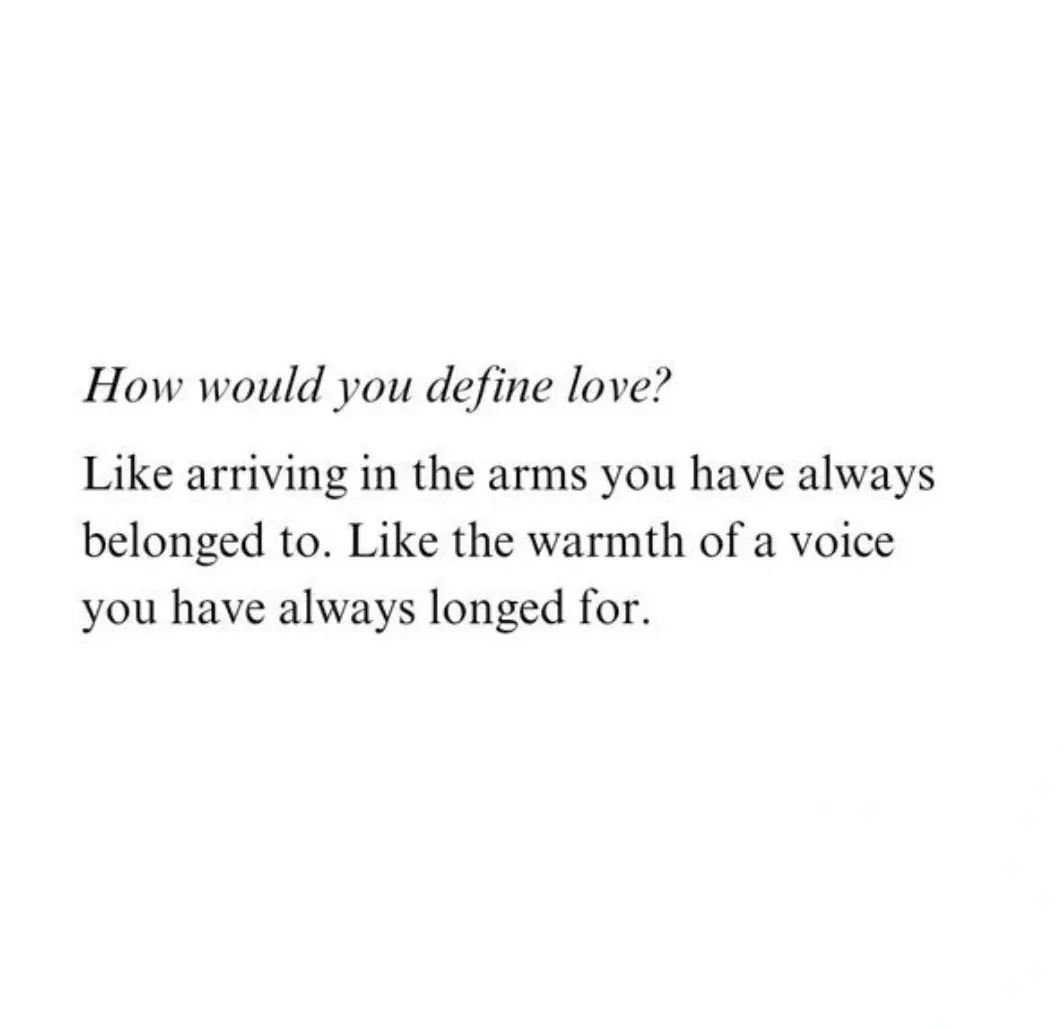 How would you define love?
Like arriving in the arms you have always
belonged to. Like the warmth of a voice
you have always longed for.